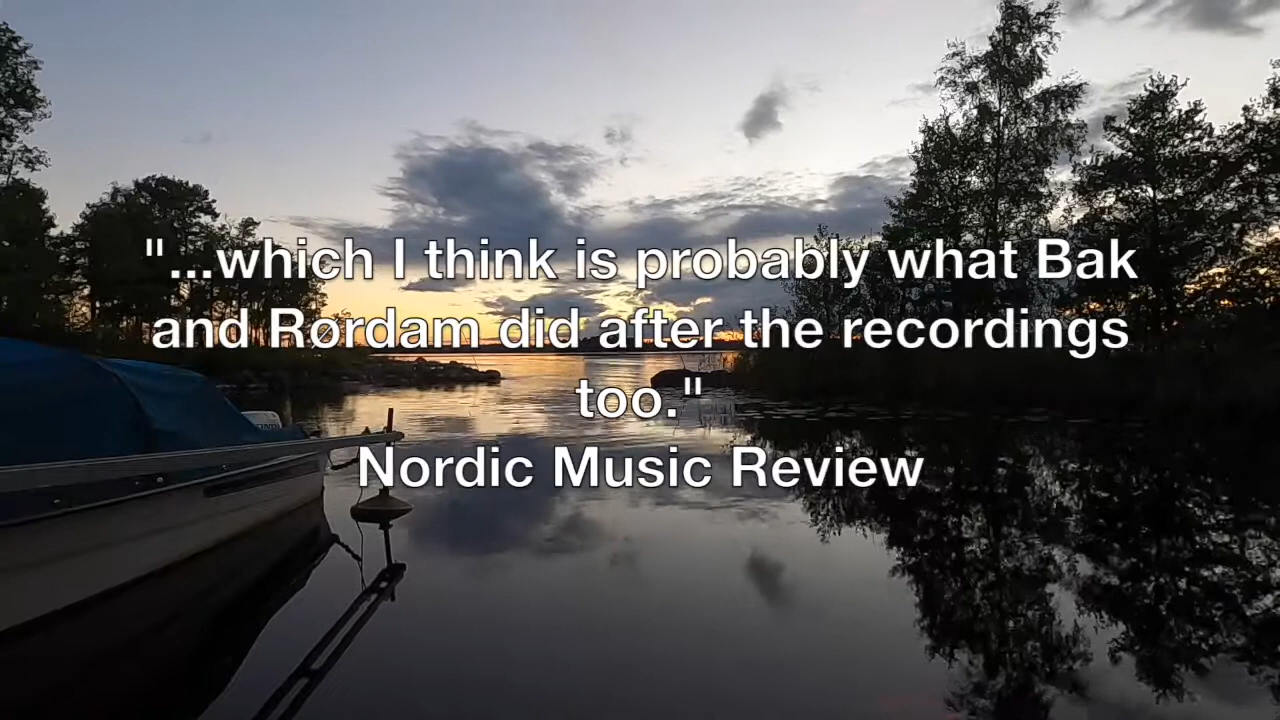 "...which I think is probably what Bak
and Rørdam did after the recordings
too."
Nordic Music Review